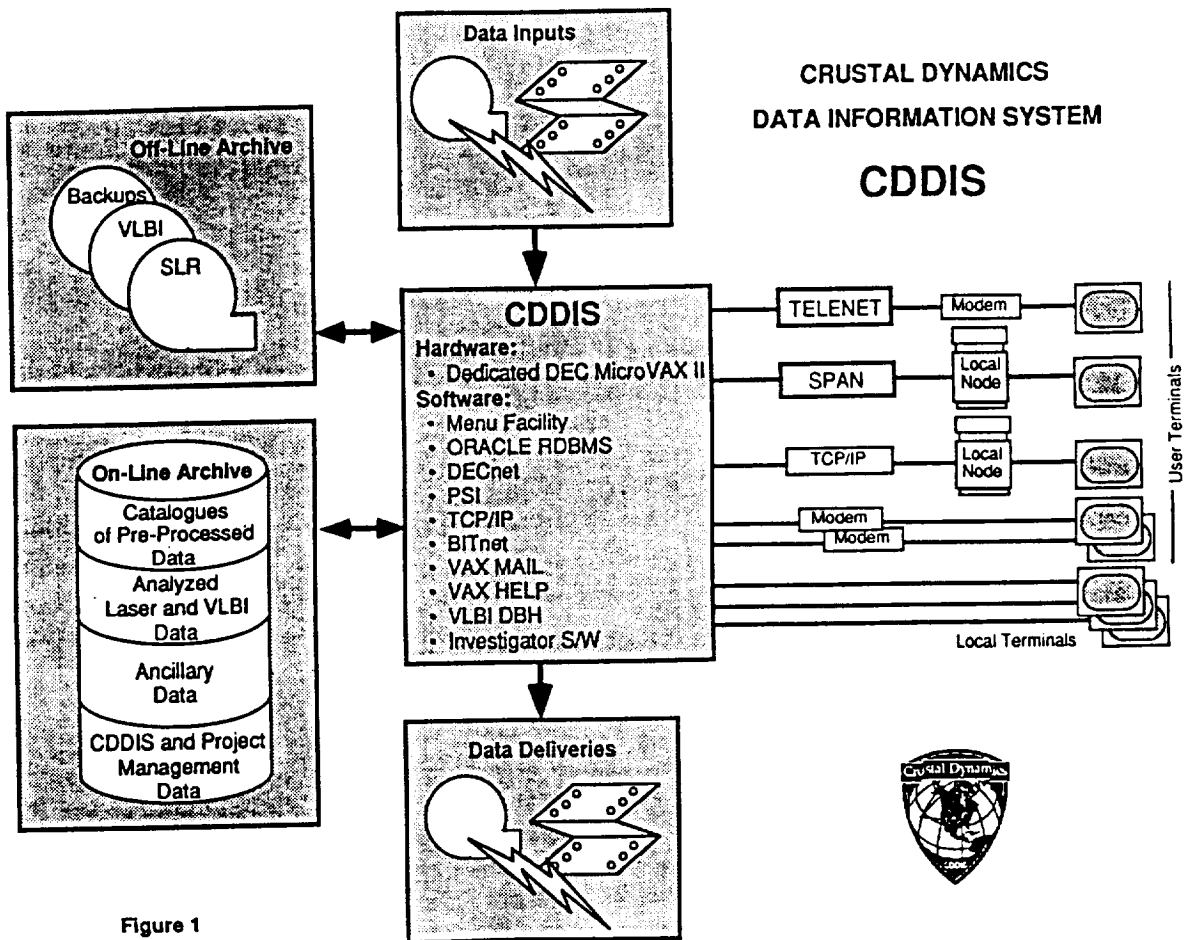 Data Inputs
CRUSTAL DYNAMICS
DATA INFORMATION SYSTEM
CDDIS
Off-Line Archive
Backups
VLBI
SLR
CDDIS
Hardware:
• Dedicated DEC MicroVAX II
Software:
• Menu Facility
• ORACLE RDBMS
• DECnet
• PSI
• TCP/IP
• BITnet
• VAX MAIL
• VAX HELP
• VLBI DBH
• Investigator S/W
TELENET
Modem
SPAN
Local
Node
TCP/IP
Local
Node
Modem
Modem
User Terminals
Local Terminals
On-Line Archive
Catalogues
of Pre-Processed
Data
Analyzed
Laser and VLBI
Data
Ancillary
Data
CDDIS and Project
Management
Data
Data Deliveries
Crustal Dynamics
Figure 1